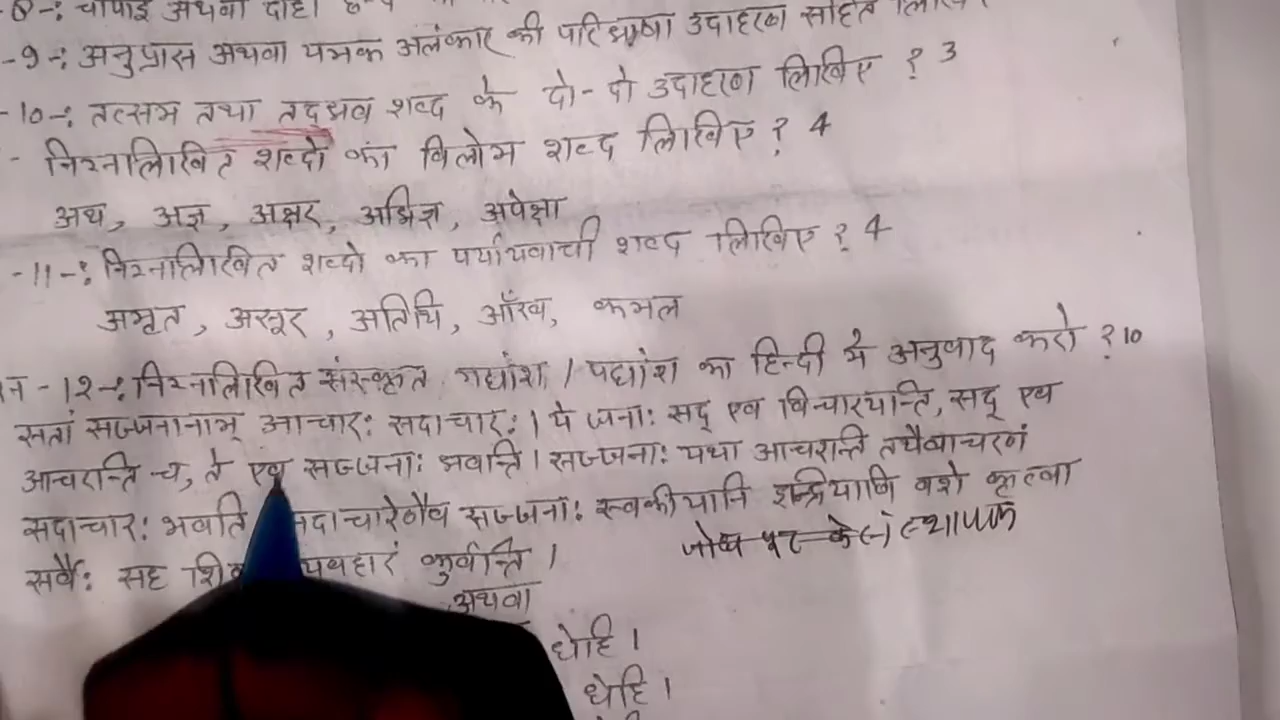 -8-: चौपाई अथवा दोहा
-9-: अनुप्रास अथवा यमक अलंकार की परिभाषा उदाहरण सहित
-10-: तत्सम तथा तद्भव शब्द के दो-दो उदाहरण लिखिए ? 3
- निम्नलिखित शब्दो का विलोम शब्द लिखिए ? 4
अथ, अज्ञ, अक्षर, अभिज्ञ, अपेक्षा
-11-: निम्नलिखित शब्दो का पर्यायवाची शब्द लिखिए ? 4
अमृत, असूर, अतिथि, आँख, कमल
न -12-: निम्नलिखित संस्कृत गद्यांश / पद्यांश का हिन्दी मे अनुवाद करो ? 10
सतां सज्जनानाम् आचारः सदाचारः। ये जनाः सद् एव विचारयन्ति, सद् एव
आचरन्ति च, ते एव सज्जनाः भवन्ति। सज्जनाः यथा आचरन्ति तथैवाचरणं
सदाचारः भवति दाचारेणैव सज्जनाः स्वकीयानि इन्द्रियाणि वशे कृत्वा
सर्वैः सह शि यवहारं कुर्वन्ति।
अथवा
धेहि।
धेहि।